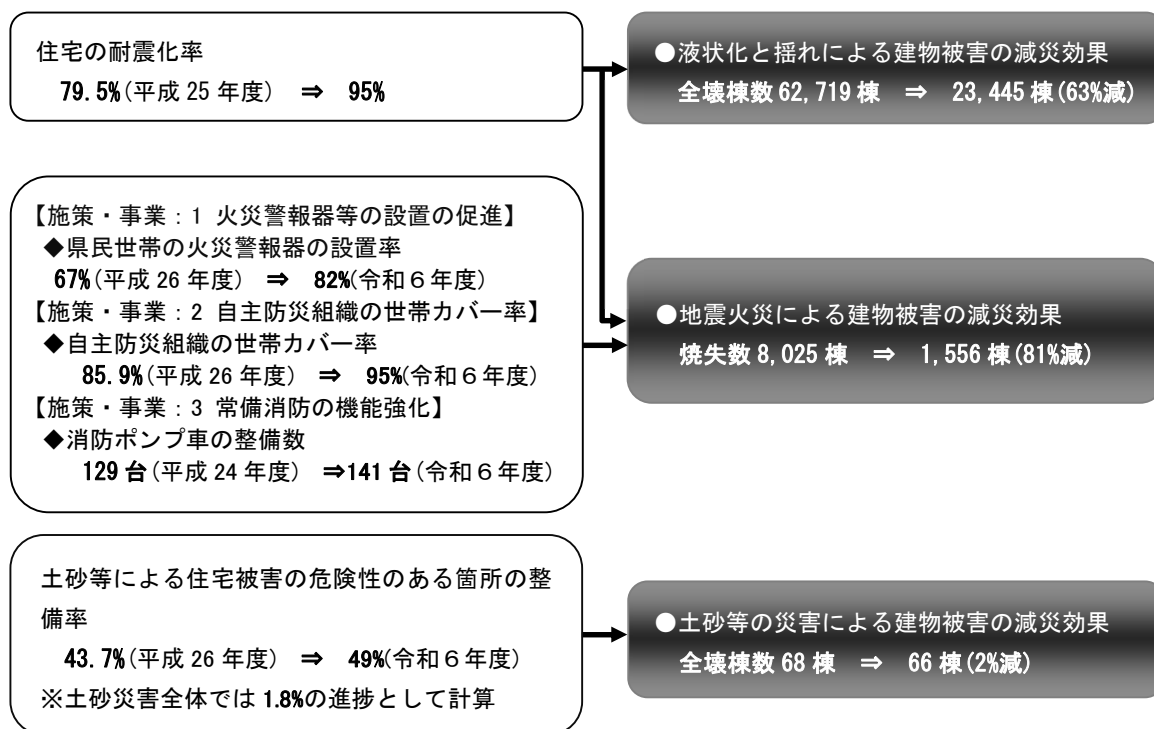 住宅の耐震化率
79.5%(平成 25 年度) ⇒ 95%
●液状化と揺れによる建物被害の減災効果
全壊棟数 62,719 棟 ⇒ 23,445 棟(63%減)
【施策・事業：1 火災警報器等の設置の促進】
◆県民世帯の火災警報器の設置率
67%(平成 26 年度) ⇒ 82%(令和６年度)
【施策・事業：2 自主防災組織の世帯カバー率】
◆自主防災組織の世帯カバー率
85.9%(平成 26 年度) ⇒ 95%(令和６年度)
【施策・事業：3 常備消防の機能強化】
◆消防ポンプ車の整備数
129 台(平成 24 年度) ⇒141 台(令和６年度)
●地震火災による建物被害の減災効果
焼失数 8,025 棟 ⇒ 1,556 棟(81%減)
土砂等による住宅被害の危険性のある箇所の整
備率
43.7%(平成 26 年度) ⇒ 49%(令和６年度)
※土砂災害全体では 1.8%の進捗として計算
●土砂等の災害による建物被害の減災効果
全壊棟数 68 棟 ⇒ 66 棟(2%減)